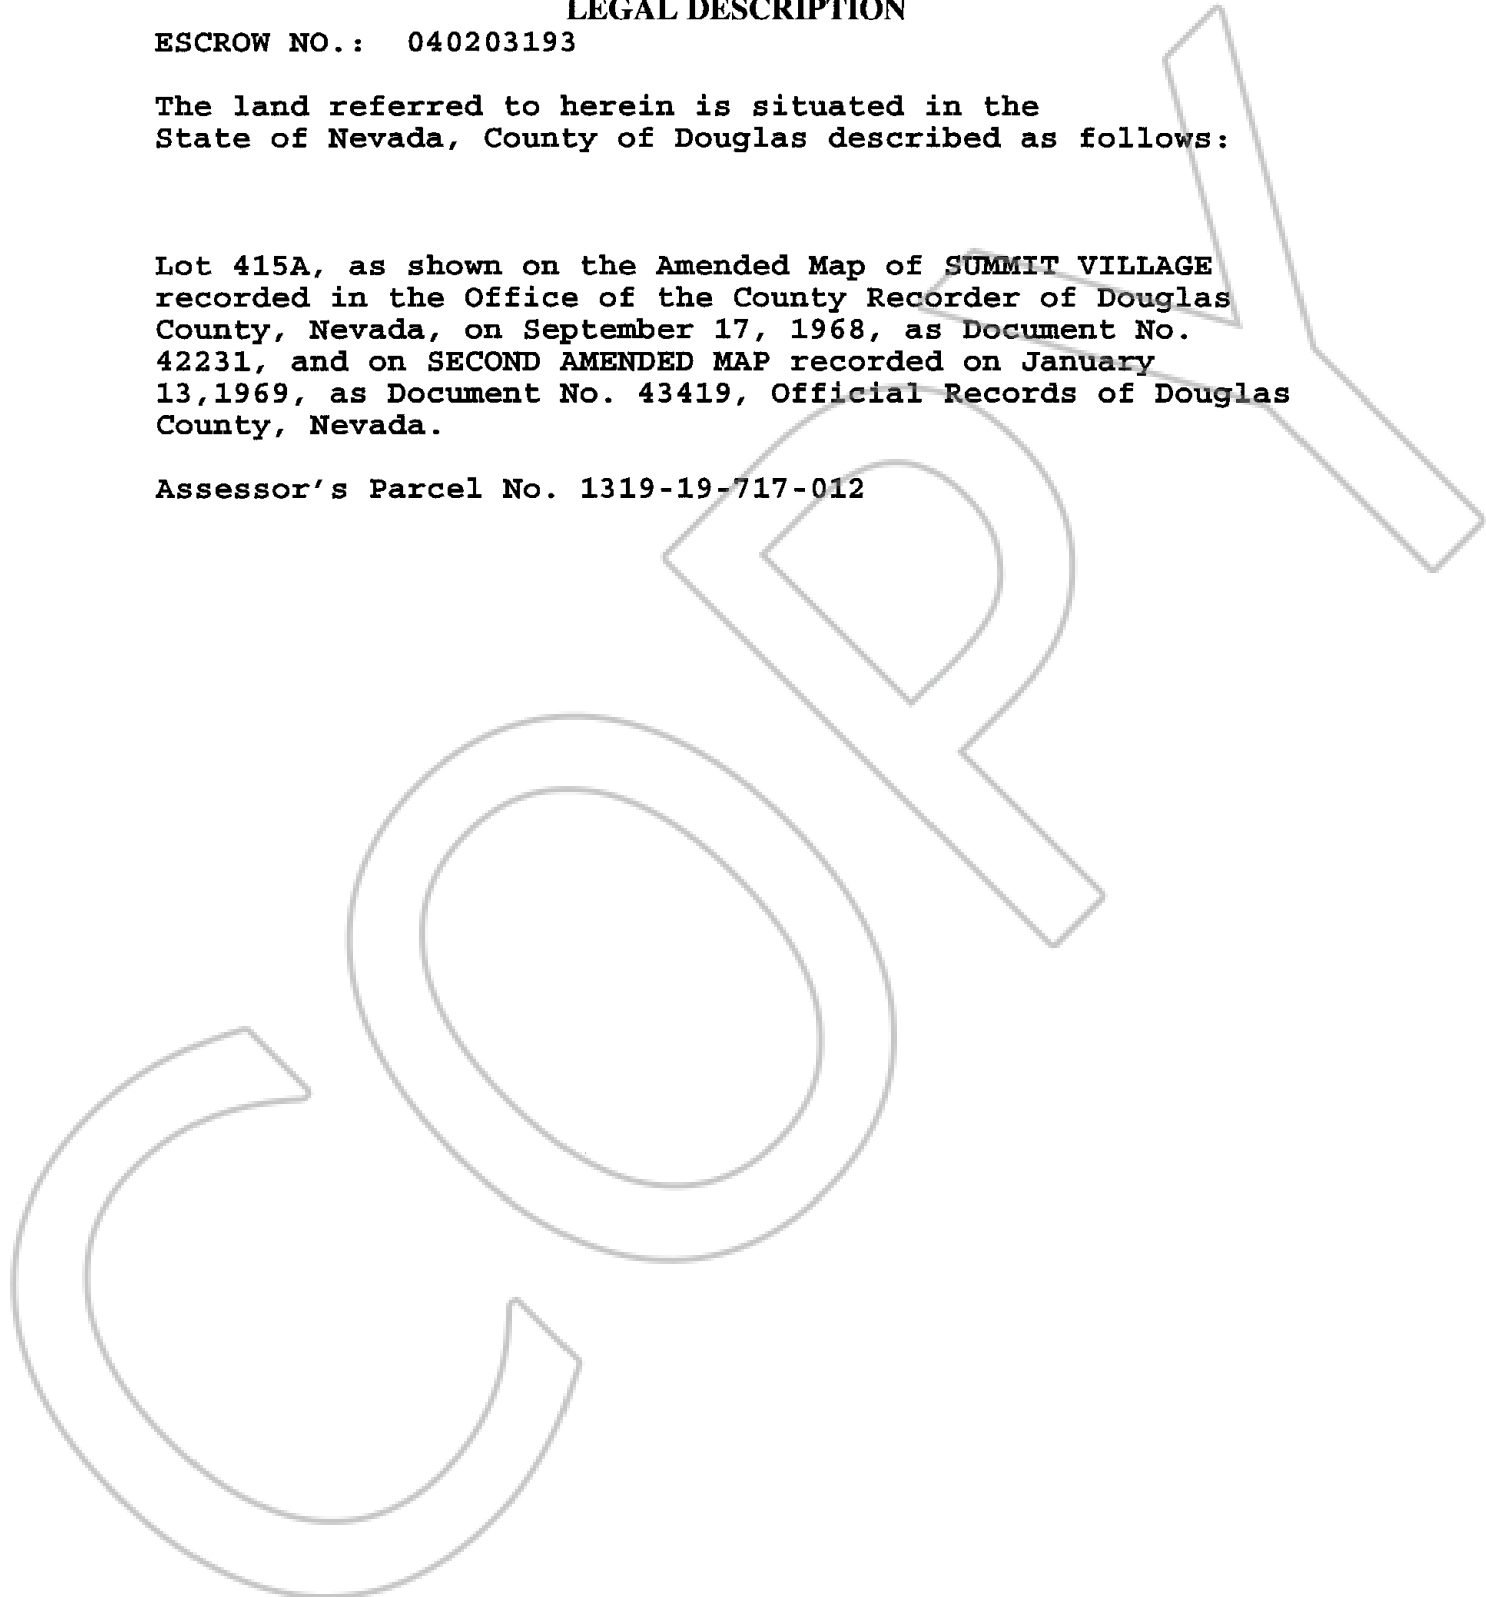 LEGAL DESCRIPTION
ESCROW NO.: 040203193
The land referred to herein is situated in the
State of Nevada, County of Douglas described as follows:
Lot 415A, as shown on the Amended Map of SUMMIT VILLAGE
recorded in the Office of the County Recorder of Douglas
County, Nevada, on September 17, 1968, as Document No.
42231, and on SECOND AMENDED MAP recorded on January
13,1969, as Document No. 43419, Official Records of Douglas
County, Nevada.
Assessor's Parcel No. 1319-19-717-012
COPY